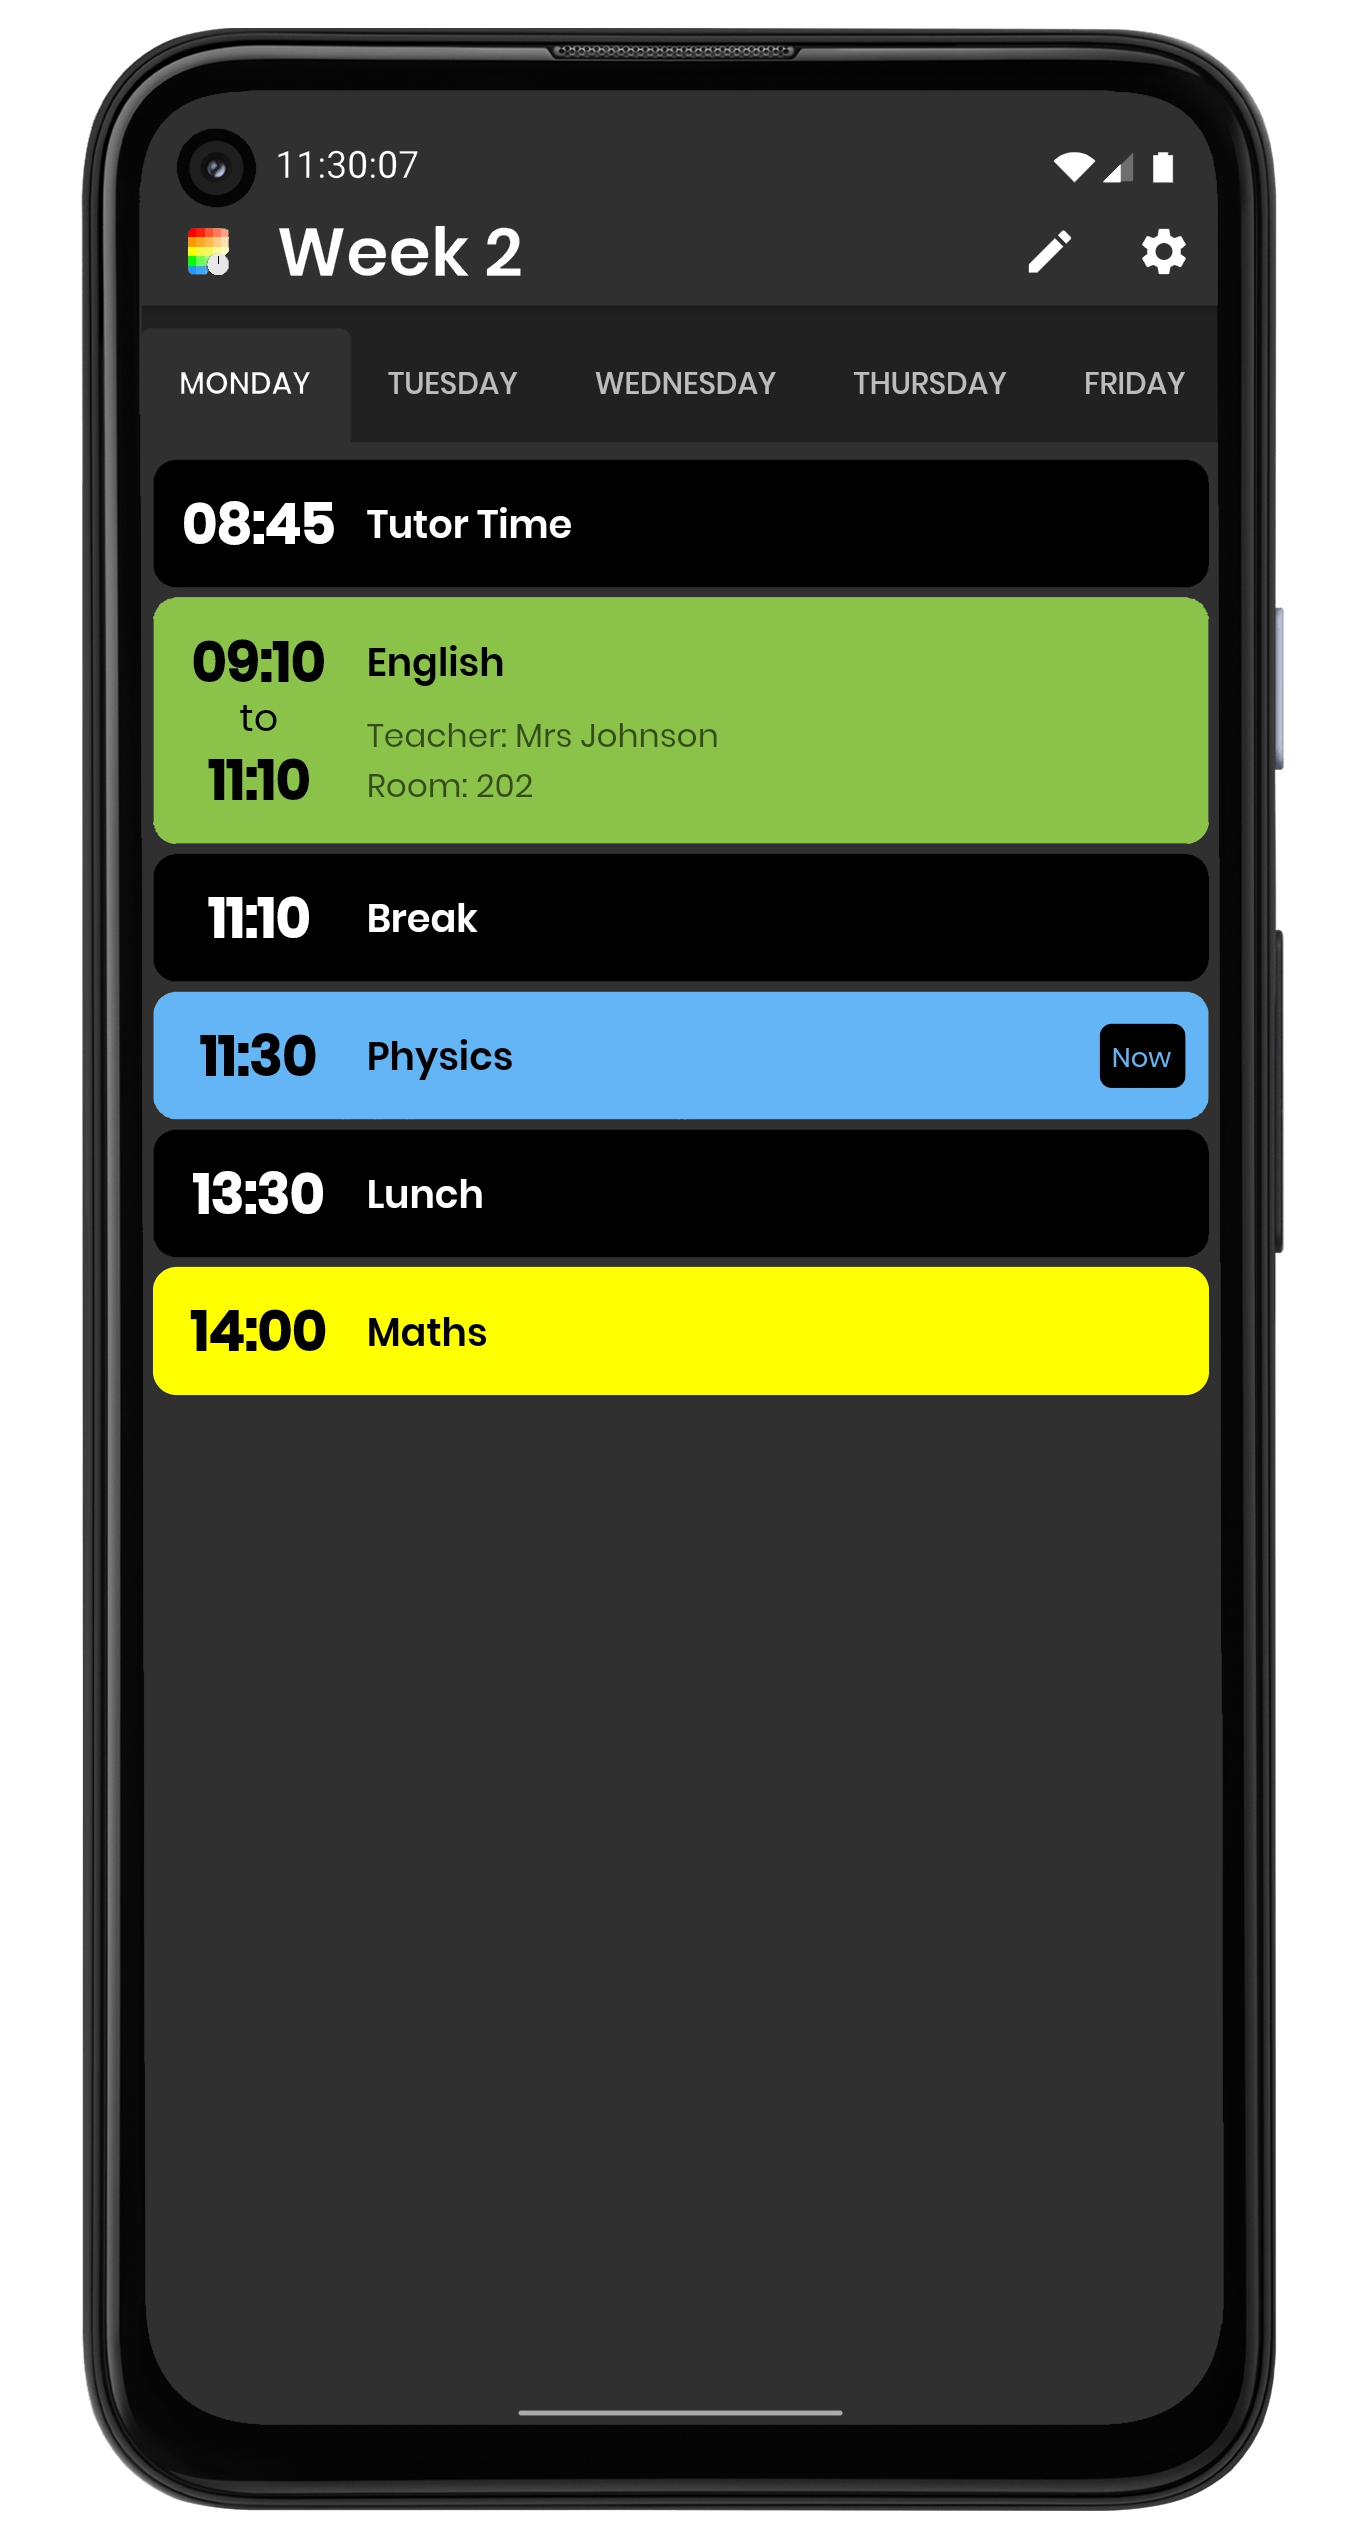 11:30:07
Week 2
MONDAY TUESDAY WEDNESDAY THURSDAY FRIDAY
08:45 Tutor Time
09:10 English
to
Teacher: Mrs Johnson
11:10
Room: 202
11:10 Break
11:30 Physics Now
13:30 Lunch
14:00 Maths